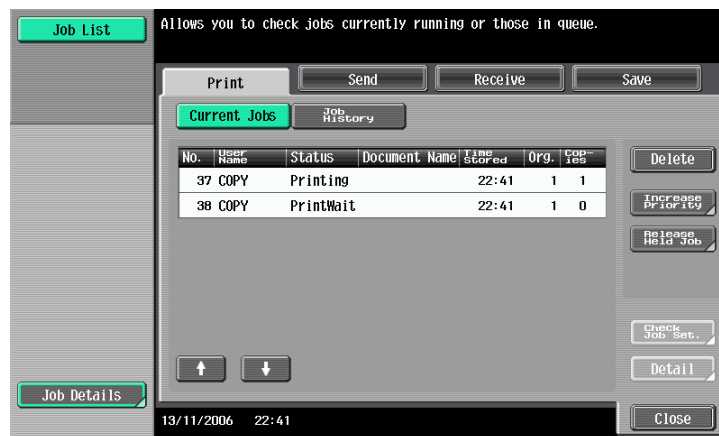 Job List
Allows you to check jobs currently running or those in queue.
Print Send Receive Save
Current Jobs Job History
No. User Name Status Document Name Time Stored Org. Cop-ies
37 COPY Printing 22:41 1 1
38 COPY PrintWait 22:41 1 0
Delete
Increase Priority
Release Held Job
Check Job Set.
Detail
Job Details
13/11/2006 22:41
Close